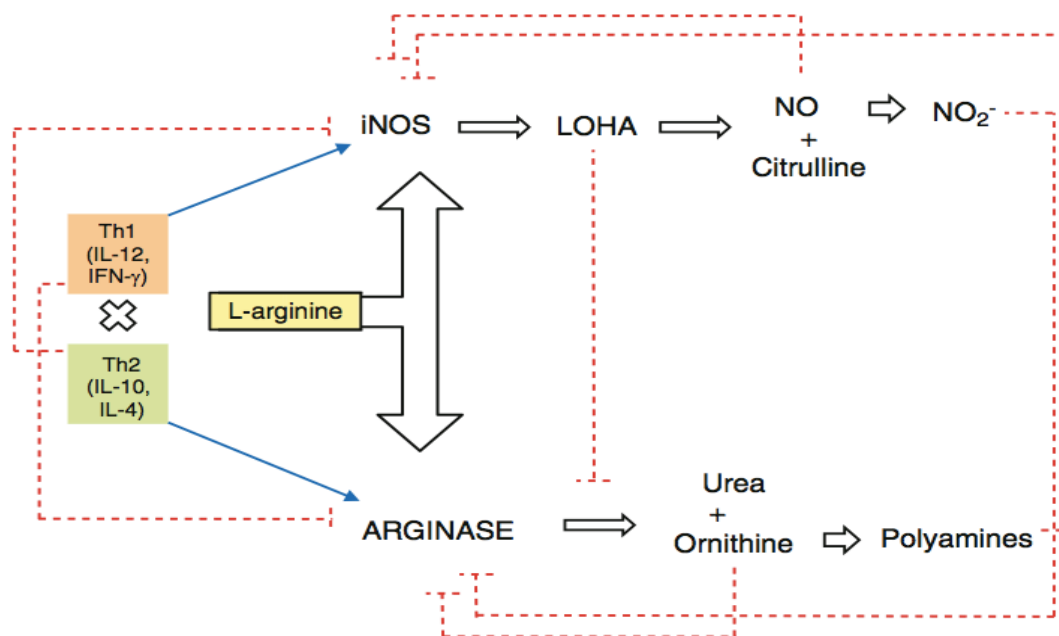 iNOS
LOHA
NO
+
Citrulline
NO₂⁻
Th1
(IL-12,
IFN-γ)
L-arginine
Th2
(IL-10,
IL-4)
ARGINASE
Urea
+
Ornithine
Polyamines